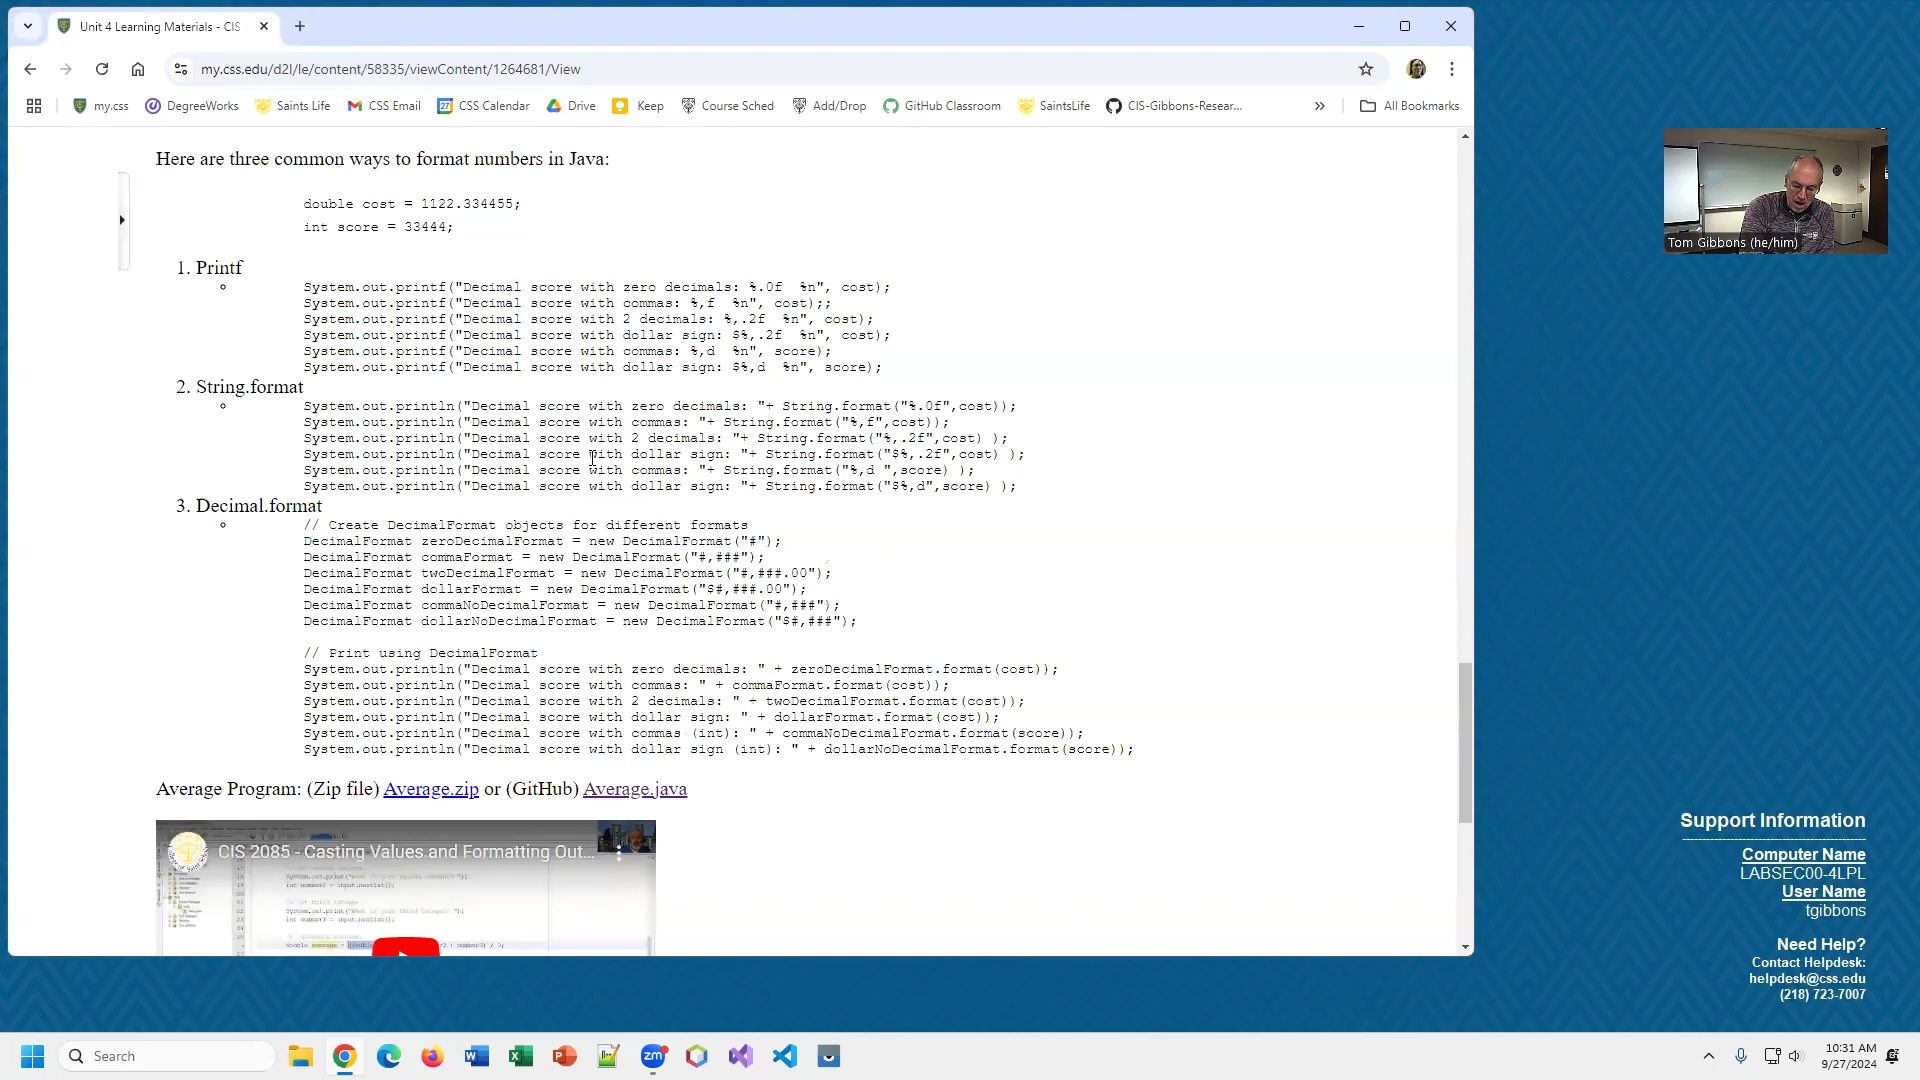 Unit 4 Learning Materials - CIS
my.css.edu/d2l/le/content/58335/viewContent/1264681/View
my.css DegreeWorks Saints Life CSS Email CSS Calendar Drive Keep Course Sched Add/Drop GitHub Classroom SaintsLife CIS-Gibbons-Resear... » All Bookmarks
Here are three common ways to format numbers in Java:
double cost = 1122.334455;
int score = 33444;
1. Printf
System.out.printf("Decimal score with zero decimals: %.0f  %n", cost);
System.out.printf("Decimal score with commas: %,f  %n", cost);;
System.out.printf("Decimal score with 2 decimals: %,.2f  %n", cost);
System.out.printf("Decimal score with dollar sign: $%,.2f  %n", cost);
System.out.printf("Decimal score with commas: %,d  %n", score);
System.out.printf("Decimal score with dollar sign: $%,d  %n", score);
2. String.format
System.out.println("Decimal score with zero decimals: "+ String.format("%.0f",cost));
System.out.println("Decimal score with commas: "+ String.format("%,f",cost));
System.out.println("Decimal score with 2 decimals: "+ String.format("%,.2f",cost) );
System.out.println("Decimal score with dollar sign: "+ String.format("$%,.2f",cost) );
System.out.println("Decimal score with commas: "+ String.format("%,d ",score) );
System.out.println("Decimal score with dollar sign: "+ String.format("$%,d",score) );
3. Decimal.format
// Create DecimalFormat objects for different formats
DecimalFormat zeroDecimalFormat = new DecimalFormat("#");
DecimalFormat commaFormat = new DecimalFormat("#,###");
DecimalFormat twoDecimalFormat = new DecimalFormat("#,###.00");
DecimalFormat dollarFormat = new DecimalFormat("$#,###.00");
DecimalFormat commaNoDecimalFormat = new DecimalFormat("#,###");
DecimalFormat dollarNoDecimalFormat = new DecimalFormat("$#,###");
// Print using DecimalFormat
System.out.println("Decimal score with zero decimals: " + zeroDecimalFormat.format(cost));
System.out.println("Decimal score with commas: " + commaFormat.format(cost));
System.out.println("Decimal score with 2 decimals: " + twoDecimalFormat.format(cost));
System.out.println("Decimal score with dollar sign: " + dollarFormat.format(cost));
System.out.println("Decimal score with commas (int): " + commaNoDecimalFormat.format(score));
System.out.println("Decimal score with dollar sign (int): " + dollarNoDecimalFormat.format(score));
Average Program: (Zip file) Average.zip or (GitHub) Average.java
CIS 2085 - Casting Values and Formatting Out...
Tom Gibbons (he/him)
Support Information
Computer Name
LABSEC00-4LPL
User Name
tgibbons
Need Help?
Contact Helpdesk:
helpdesk@css.edu
(218) 723-7007
Search
10:31 AM
9/27/2024